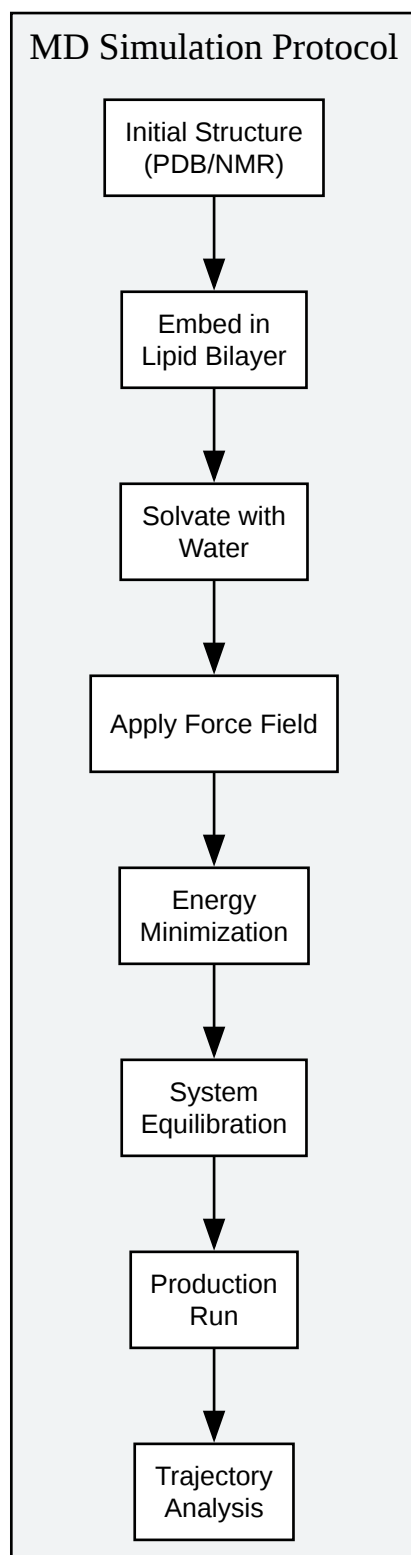 MD Simulation Protocol
Initial Structure
(PDB/NMR)
Embed in
Lipid Bilayer
Solvate with
Water
Apply Force Field
Energy
Minimization
System
Equilibration
Production
Run
Trajectory
Analysis